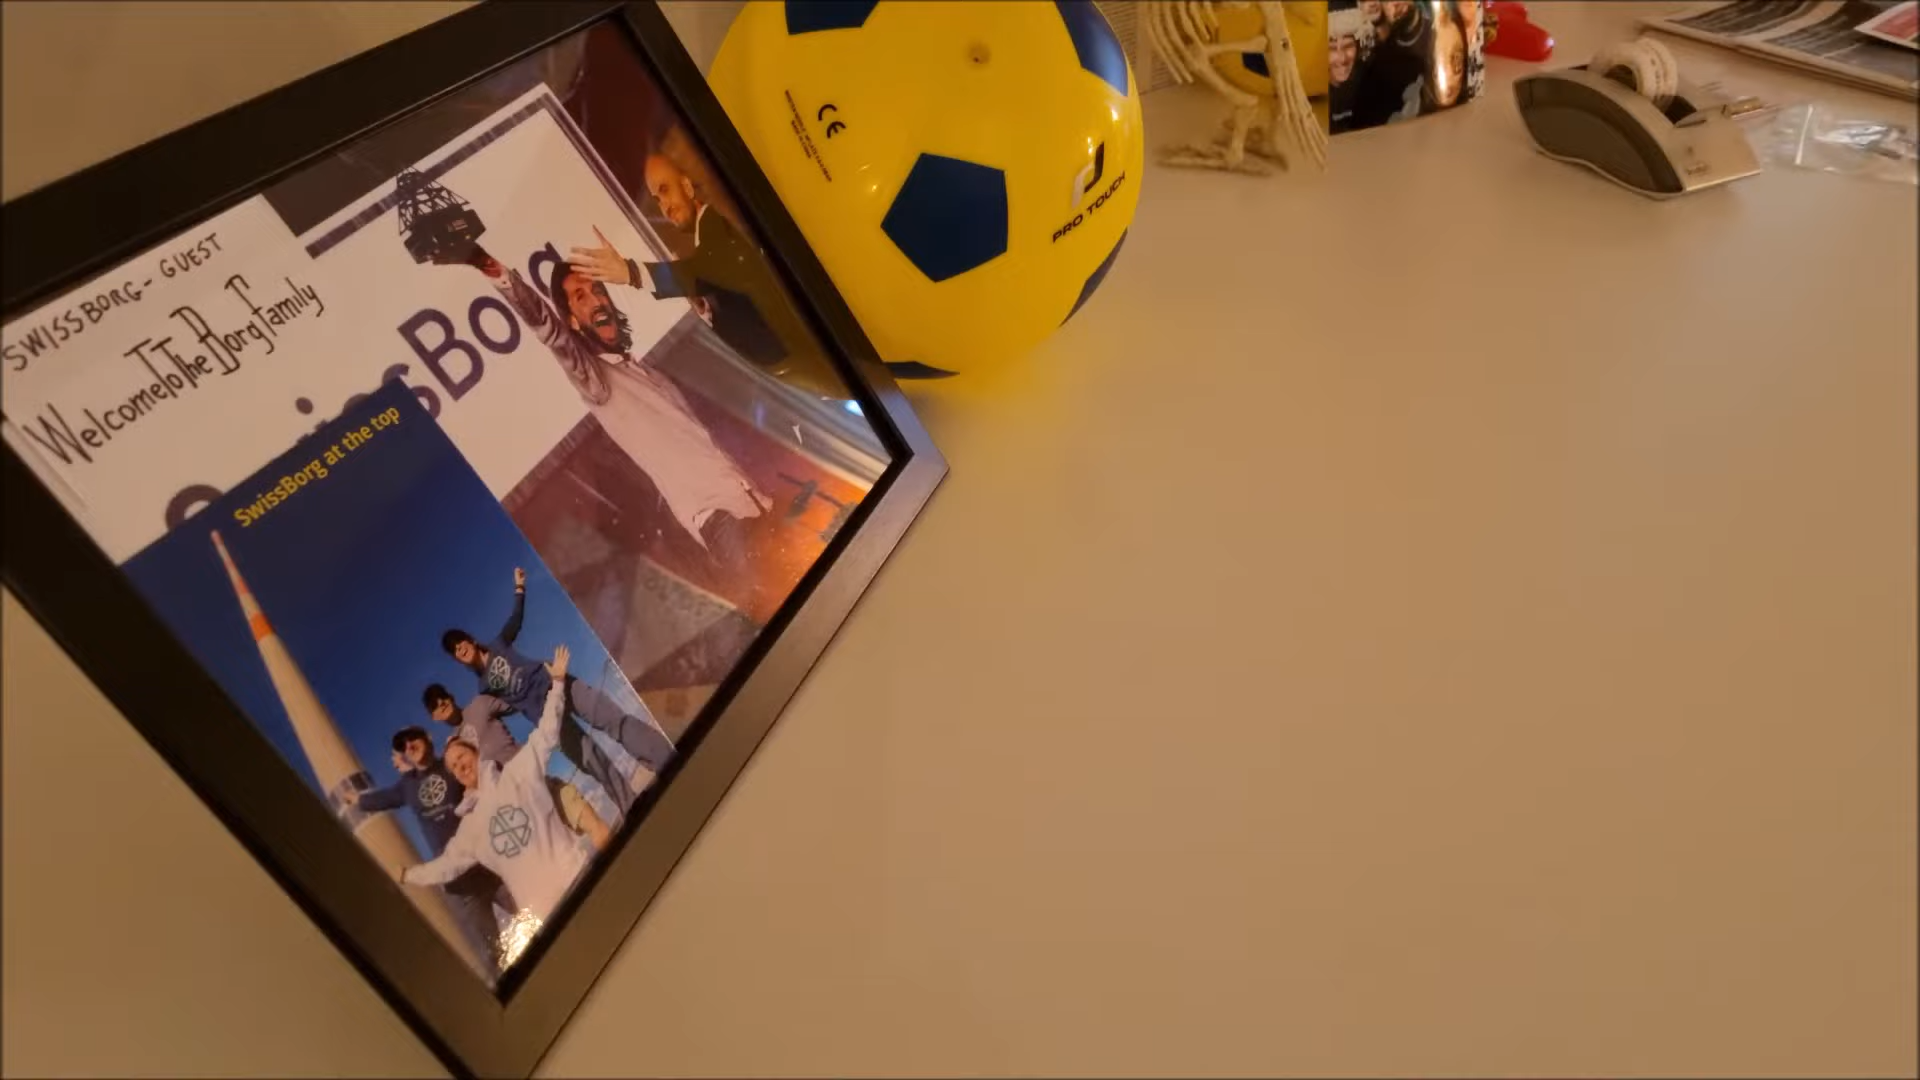 SWISSBORG - GUEST
WelcomeToTheBorgFamily
SwissBorg
SwissBorg at the top
CE
PRO TOUCH